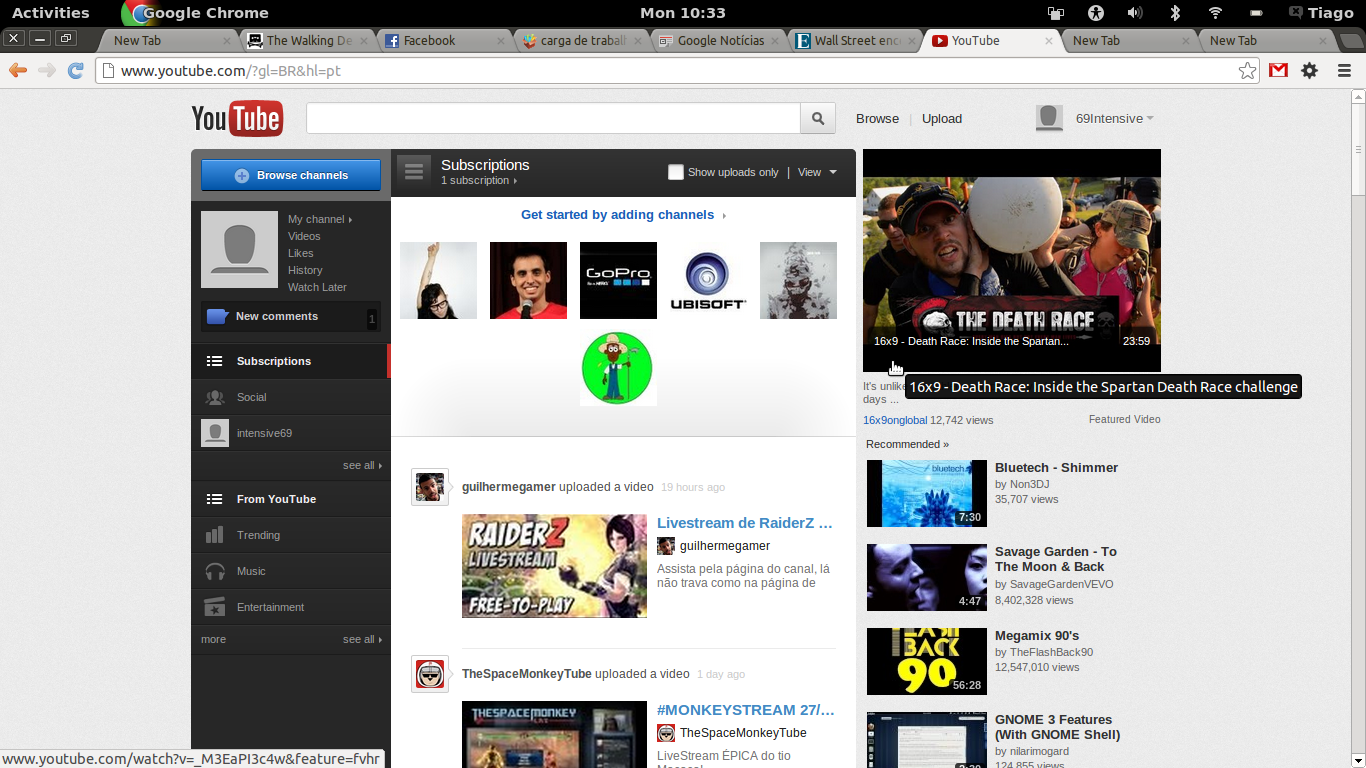 Activities
Google Chrome
Mon 10:33
Tiago
New Tab
The Walking De
Facebook
carga de traball
Google Notícias
Wall Street enc
YouTube
New Tab
New Tab
www.youtube.com/?gl=BR&hl=pt
YouTube
Browse | Upload
69Intensive
Browse channels
My channel
Videos
Likes
History
Watch Later
New comments
1
Subscriptions
Social
intensive69
see all
From YouTube
Trending
Music
Entertainment
more
see all
Subscriptions
1 subscription
Show uploads only | View
Get started by adding channels
GoPro
Be a HERO.
UBISOFT
guilhermegamer uploaded a video 19 hours ago
RAIDERZ
LIVESTREAM
FREE-TO-PLAY
Livestream de RaiderZ ...
guilhermegamer
Assista pela página do canal, lá
não trava como na página de
TheSpaceMonkeyTube uploaded a video 1 day ago
THESPACEMONKEY
#MONKEYSTREAM 27/...
TheSpaceMonkeyTube
LiveStream ÉPICA do tio
THE DEATH RACE
16x9 - Death Race: Inside the Spartan...
23:59
16x9 - Death Race: Inside the Spartan Death Race challenge
It's unlike
days ...
16x9onglobal 12,742 views
Featured Video
Recommended »
bluetech
7:30
Bluetech - Shimmer
by Non3DJ
35,707 views
4:47
Savage Garden - To
The Moon & Back
by SavageGardenVEVO
8,402,328 views
FLASH
BACK
90
56:28
Megamix 90's
by TheFlashBack90
12,547,010 views
GNOME 3 Features
(With GNOME Shell)
by nilarimogard
124,855 views
www.youtube.com/watch?v=_M3EaPI3c4w&feature=fvhr